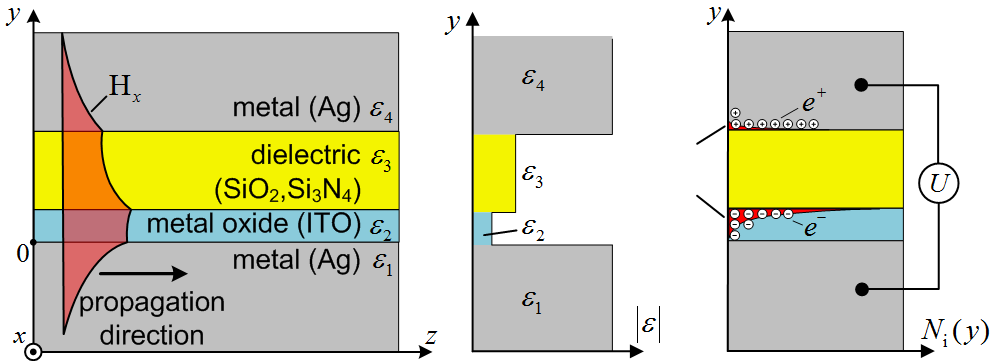 y
Hₓ
metal (Ag) ε₄
dielectric ε₃
(SiO₂,Si₃N₄)
metal oxide (ITO) ε₂
0
metal (Ag) ε₁
propagation
direction
x
z
y
ε₄
ε₃
ε₂
ε₁
|ε|
y
e⁺
U
e⁻
Nᵢ(y)